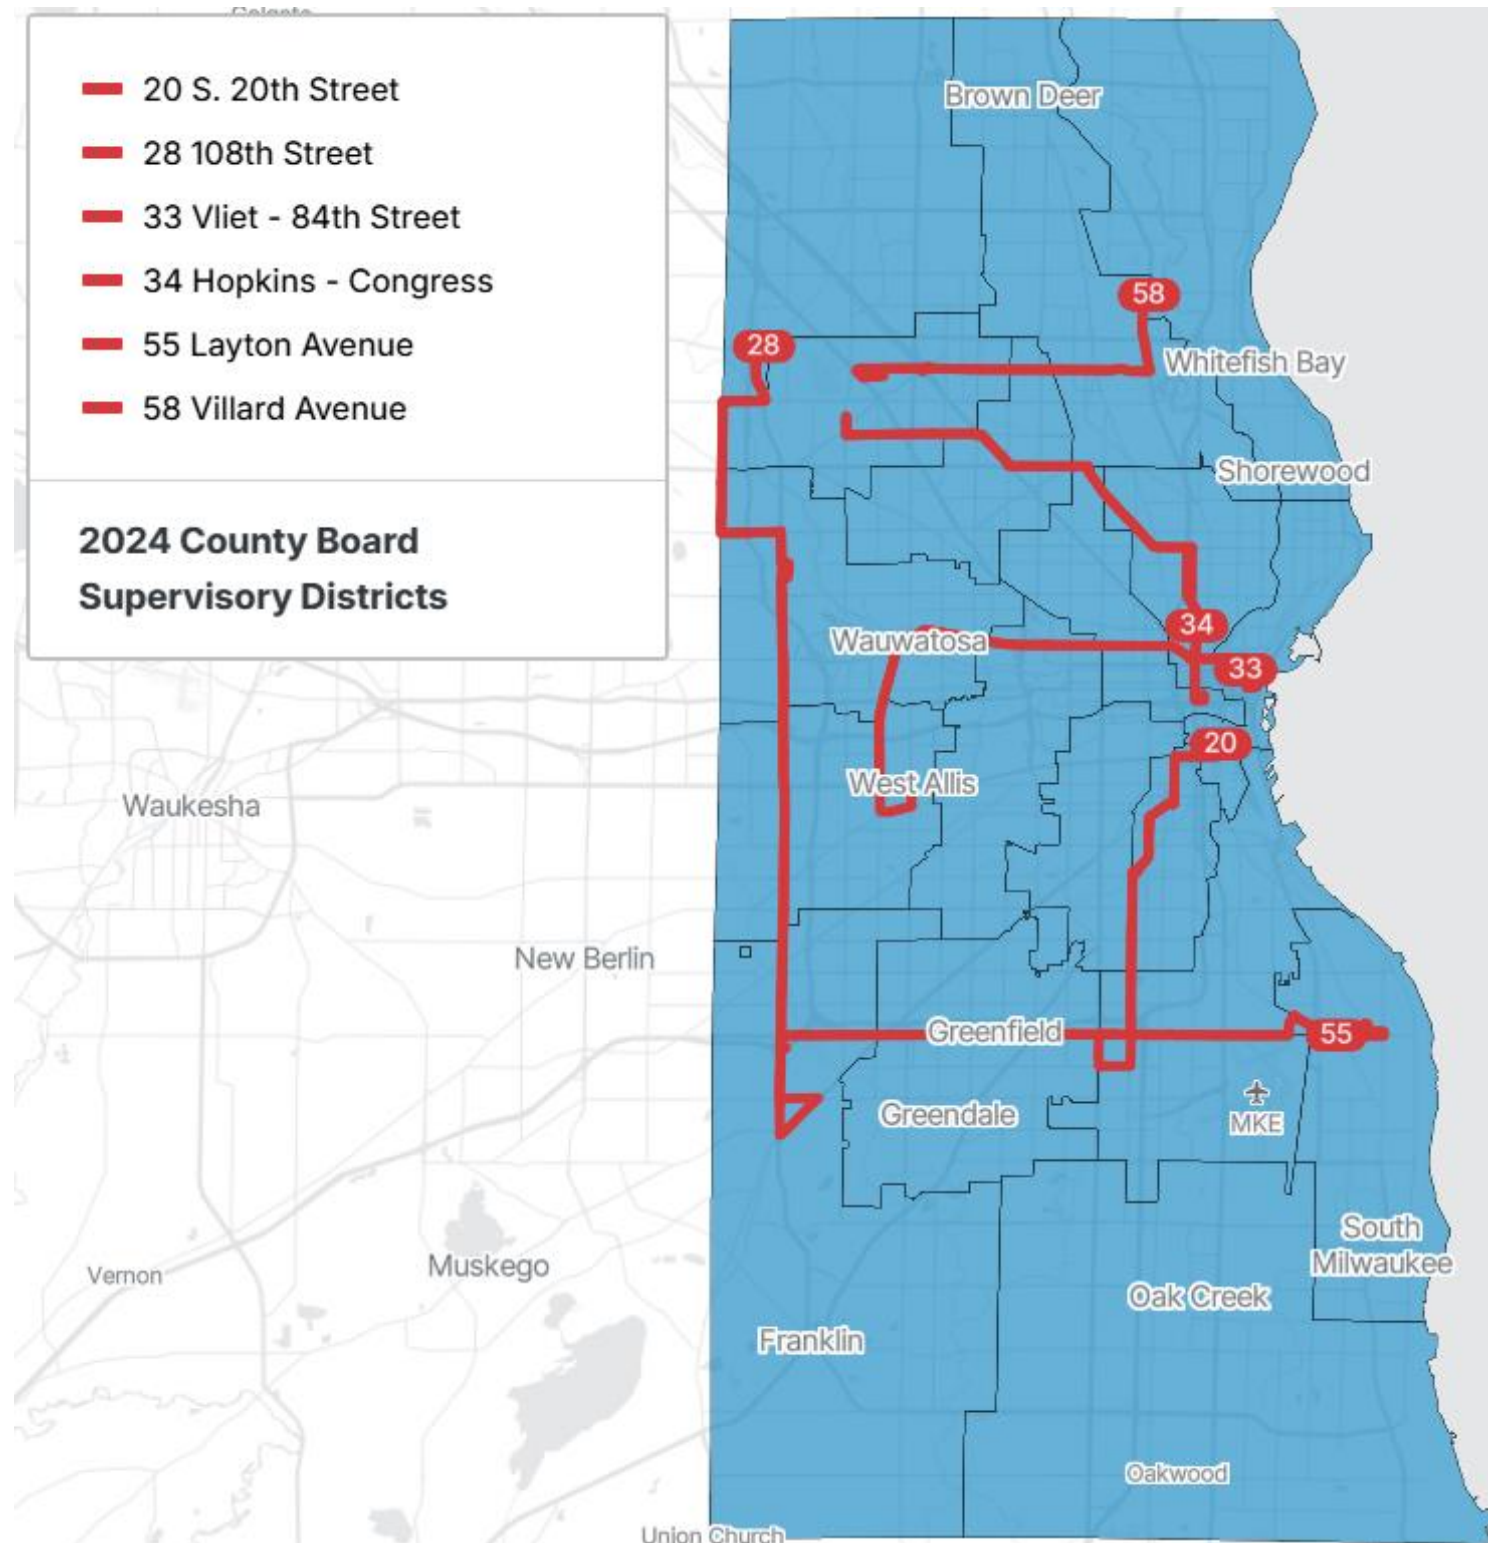 Colgate
20 S. 20th Street
28 108th Street
33 Vliet - 84th Street
34 Hopkins - Congress
55 Layton Avenue
58 Villard Avenue
2024 County Board
Supervisory Districts
Brown Deer
58
28
Whitefish Bay
Shorewood
34
Wauwatosa
33
20
West Allis
Waukesha
New Berlin
Greenfield
55
Greendale
MKE
South
Milwaukee
Muskego
Vernon
Oak Creek
Franklin
Oakwood
Union Church